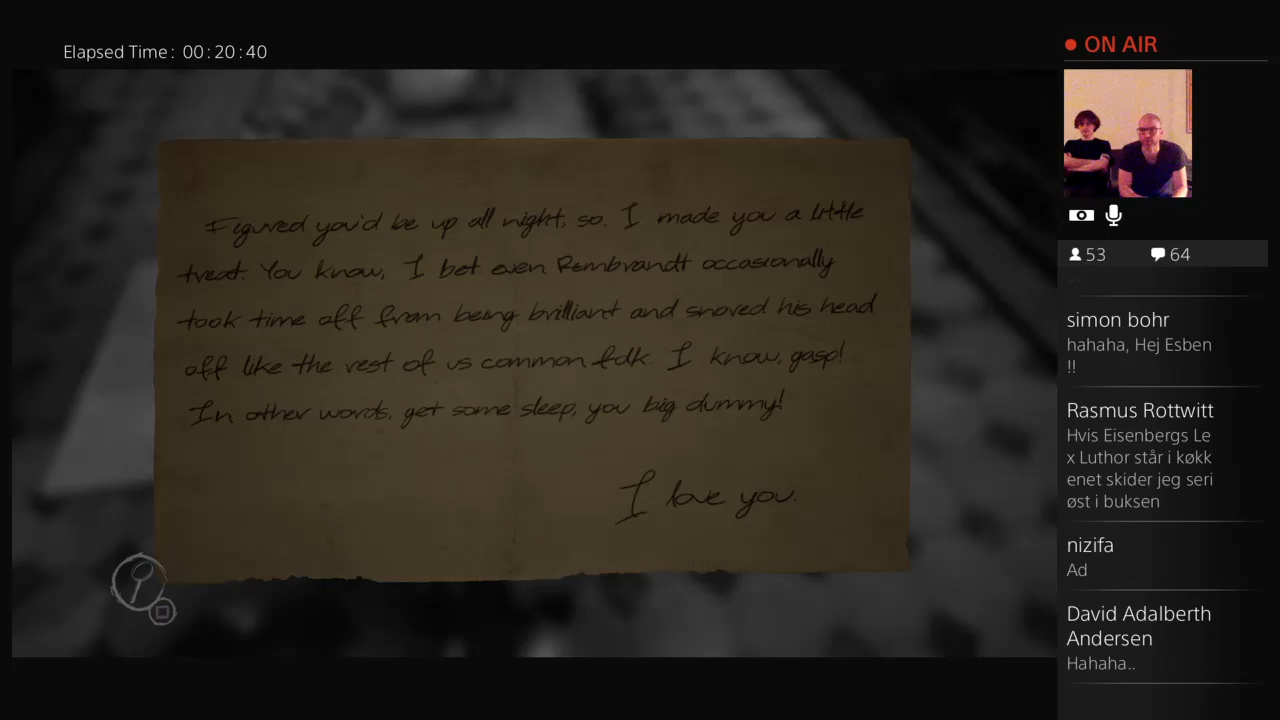 Elapsed Time: 00:20:40
ON AIR
Figured you'd be up all night, so. I made you a little
treat. You know, I bet even Rembrandt occasionally
took time off from being brilliant and snored his head
off like the rest of us common folk. I know, gasp!
In other words, get some sleep, you big dummy!
I love you.
53 64
simon bohr
hahaha, Hej Esben
!!
Rasmus Rottwitt
Hvis Eisenbergs Le
x Luthor står i køkk
enet skider jeg seri
øst i buksen
nizifa
Ad
David Adalberth
Andersen
Hahaha..